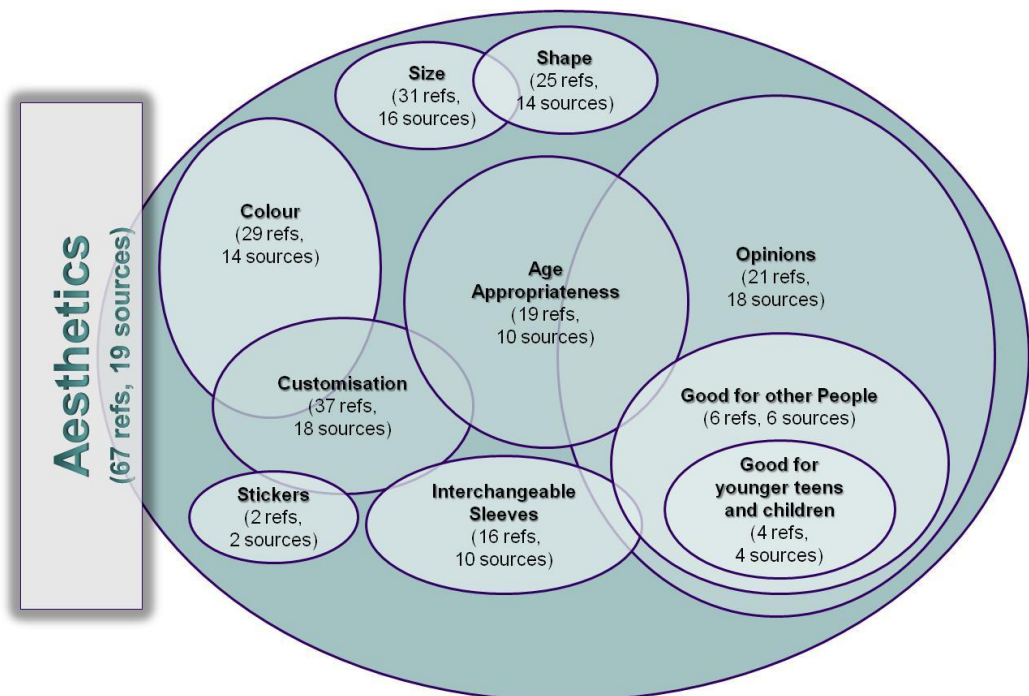 Aesthetics
(67 refs, 19 sources)
Size
(31 refs,
16 sources)
Shape
(25 refs,
14 sources)
Colour
(29 refs,
14 sources)
Age
Appropriateness
(19 refs,
10 sources)
Opinions
(21 refs,
18 sources)
Customisation
(37 refs,
18 sources)
Good for other People
(6 refs, 6 sources)
Stickers
(2 refs,
2 sources)
Interchangeable
Sleeves
(16 refs,
10 sources)
Good for
younger teens
and children
(4 refs,
4 sources)